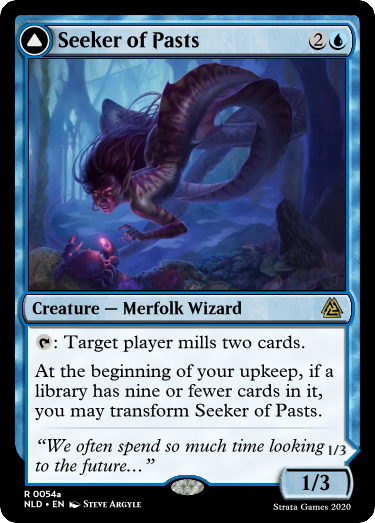 Seeker of Pasts
2
Creature — Merfolk Wizard
: Target player mills two cards.
At the beginning of your upkeep, if a
library has nine or fewer cards in it,
you may transform Seeker of Pasts.
“We often spend so much time looking
to the future…”
1/3
1/3
R 0054a
NLD • EN Steve Argyle
Strata Games 2020